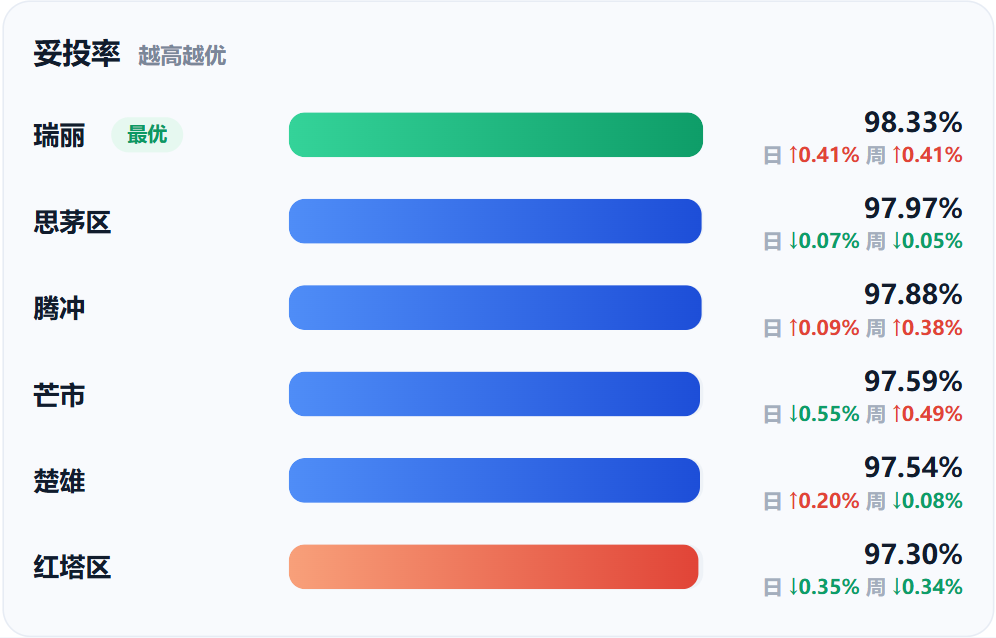 妥投率 越高越优
瑞丽 最优 98.33%
日 ↑0.41% 周 ↑0.41%
思茅区 97.97%
日 ↓0.07% 周 ↓0.05%
腾冲 97.88%
日 ↑0.09% 周 ↑0.38%
芒市 97.59%
日 ↓0.55% 周 ↑0.49%
楚雄 97.54%
日 ↑0.20% 周 ↓0.08%
红塔区 97.30%
日 ↓0.35% 周 ↓0.34%